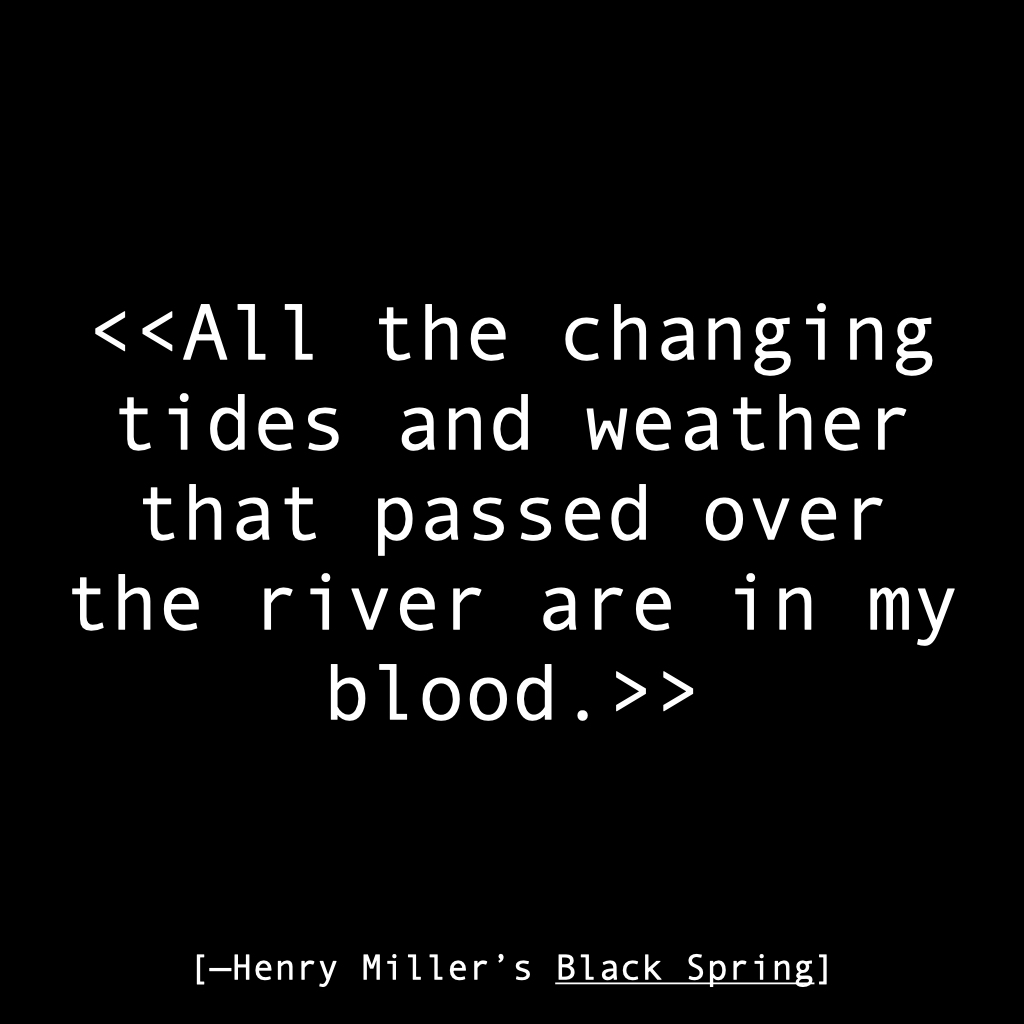 <<All the changing
tides and weather
that passed over
the river are in my
blood.>>
[—Henry Miller’s Black Spring]